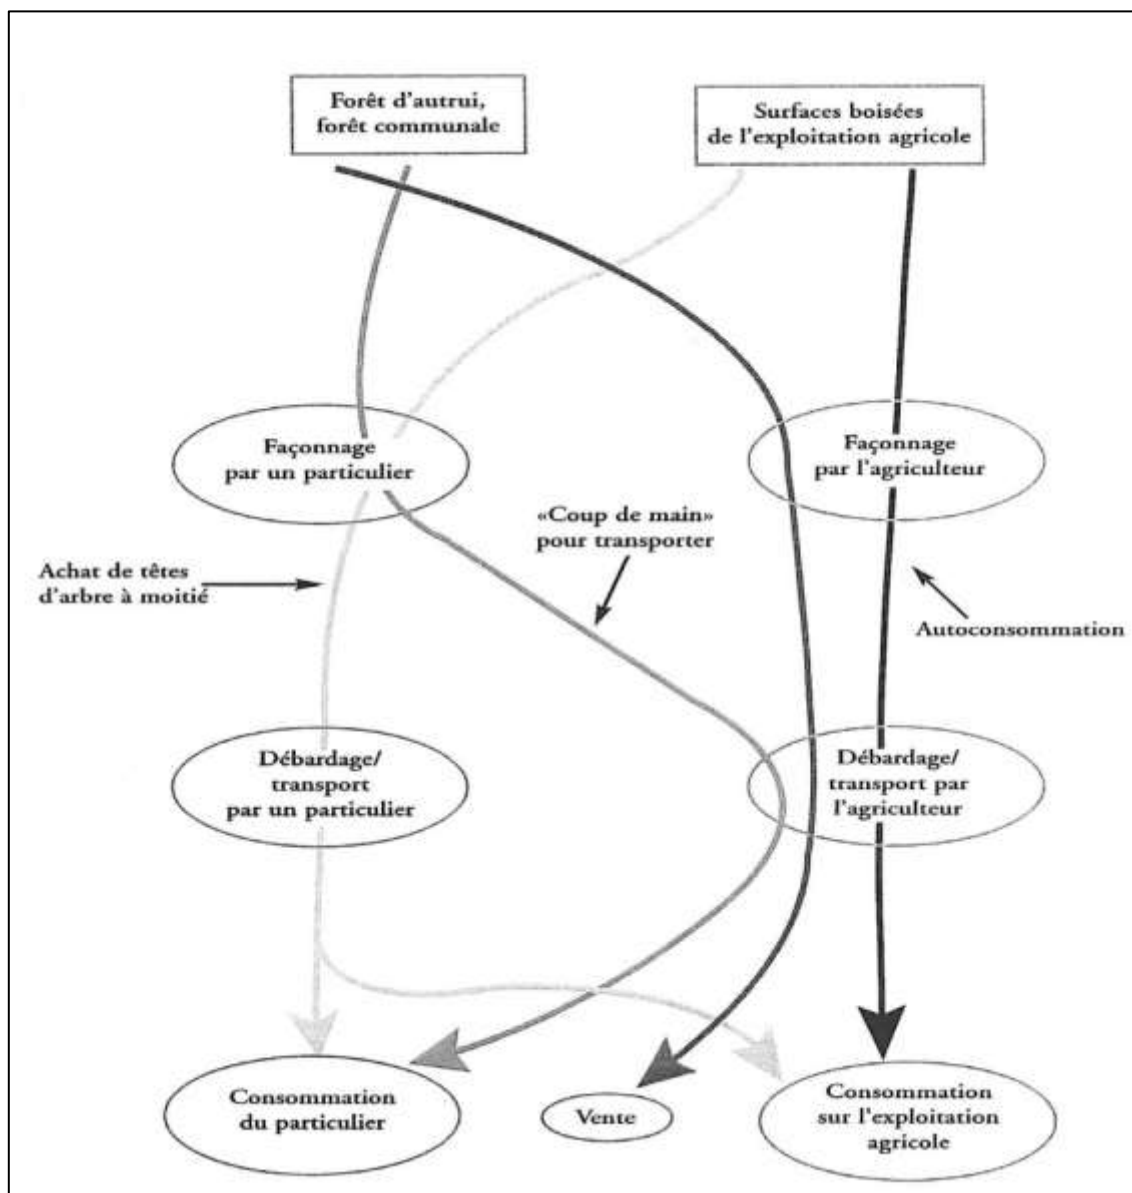 Forêt d'autrui,
forêt communale
Surfaces boisées
de l'exploitation agricole
Façonnage
par un particulier
Façonnage
par l'agriculteur
«Coup de main»
pour transporter
Achat de têtes
d'arbre à moitié
Autoconsommation
Débardage/
transport
par un particulier
Débardage/
transport par
l'agriculteur
Consommation
du particulier
Vente
Consommation
sur l'exploitation
agricole